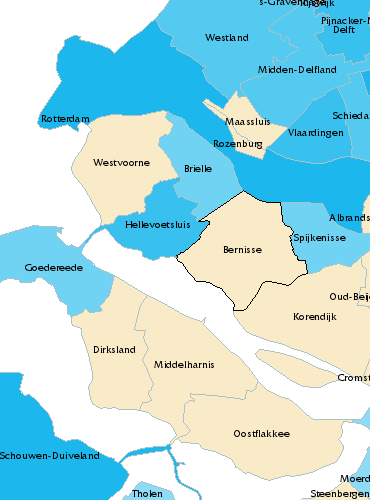 s-Gravenhage
Rijswijk
Pijnacker-N
Delft
Westland
Midden-Delfland
Schieda
Rotterdam
Maassluis
Vlaardingen
Rozenburg
Westvoorne
Brielle
Albrands
Hellevoetsluis
Spijkenisse
Bernisse
Goedereede
Oud-Beije
Korendijk
Dirksland
Middelharnis
Cromst
Oostflakkee
Schouwen-Duiveland
Moerd
Tholen
Steenbergen